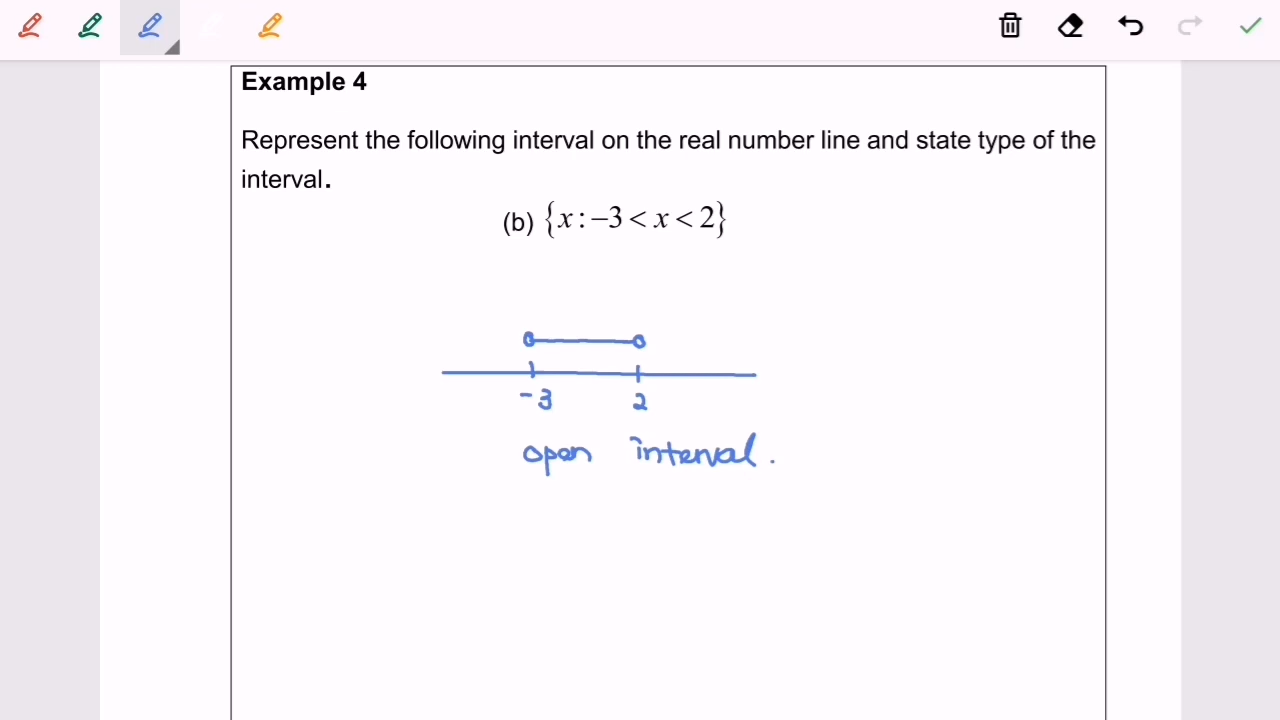 Example 4
Represent the following interval on the real number line and state type of the
interval.
(b) {x:−3<x<2}
-3 2
open interval.